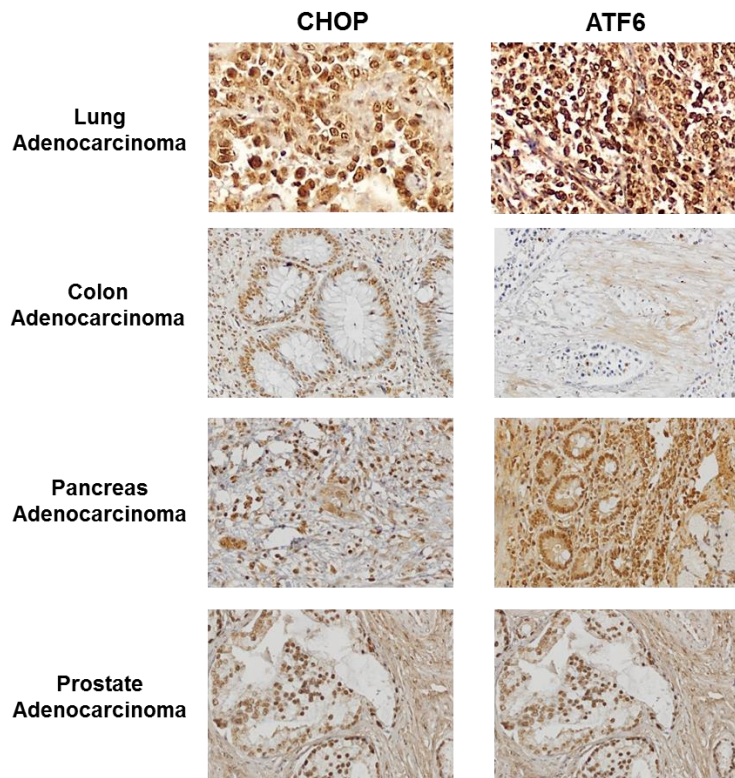 CHOP ATF6
Lung
Adenocarcinoma
Colon
Adenocarcinoma
Pancreas
Adenocarcinoma
Prostate
Adenocarcinoma